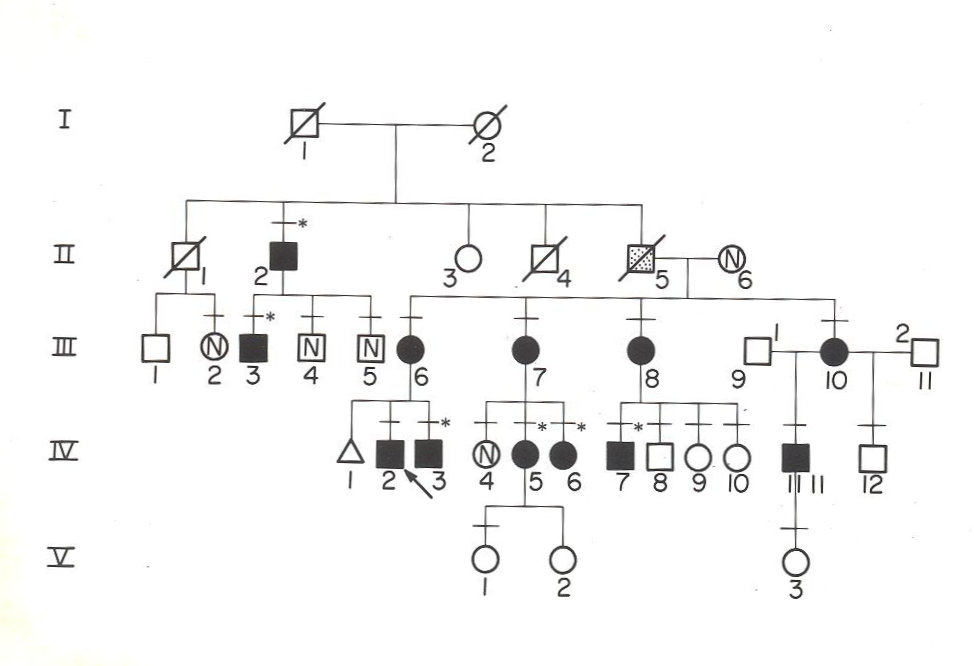 I
1 2
*
II
1 2 3 4 5 N 6
* 1 2
III
N N N
1 2 3 4 5 6 7 8 9 10 11
* * * *
IV
N
1 2 3 4 5 6 7 8 9 10 11 11 12
V
1 2 3